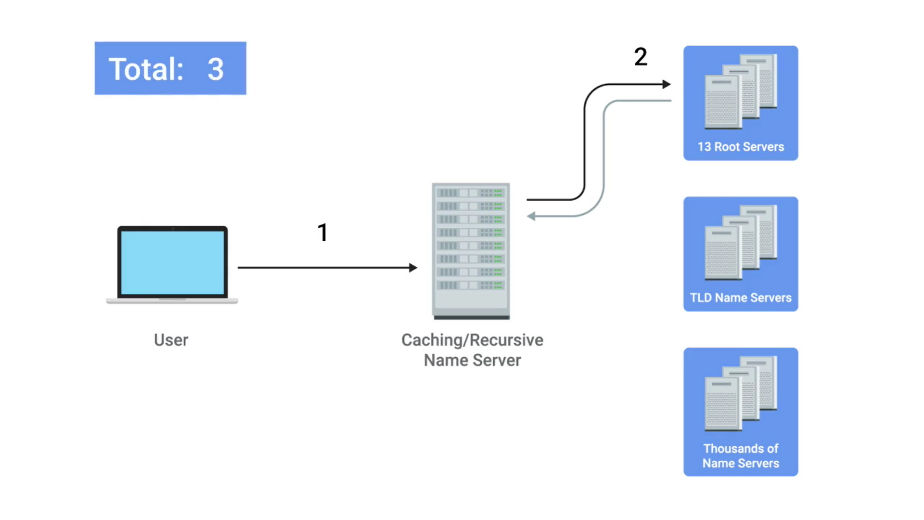 Total: 3
2
13 Root Servers
1
TLD Name Servers
User
Caching/Recursive
Name Server
Thousands of
Name Servers